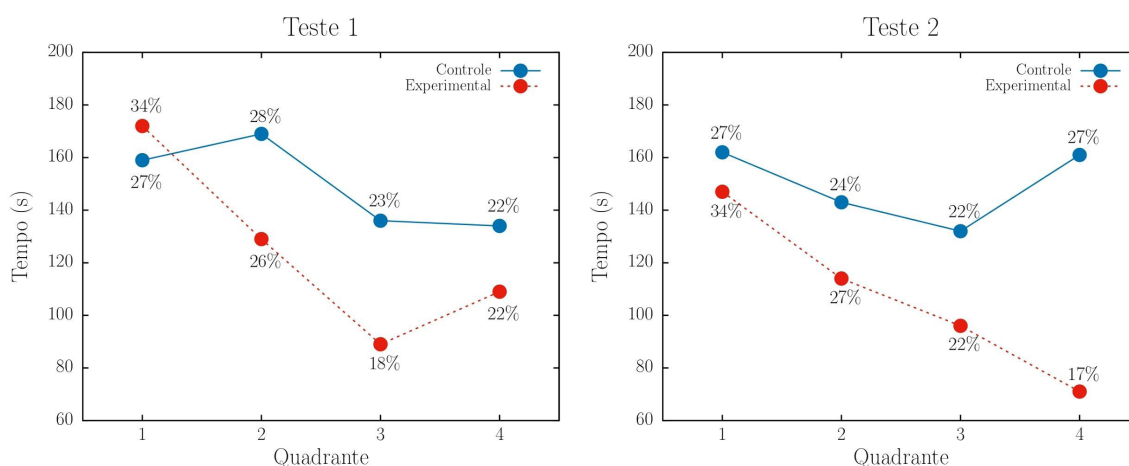 Teste 1
Controle
Experimental
200
180
160
140
120
100
80
60
Tempo (s)
34%
27%
28%
26%
23%
18%
22%
22%
1 2 3 4
Quadrante
Teste 2
Controle
Experimental
200
180
160
140
120
100
80
60
Tempo (s)
27%
34%
24%
27%
22%
22%
27%
17%
1 2 3 4
Quadrante